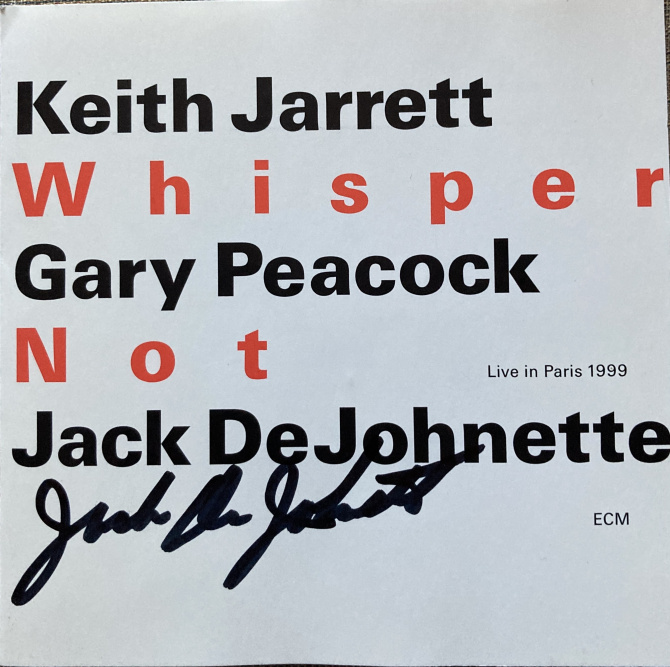 Keith Jarrett
Whisper
Gary Peacock
Not
Live in Paris 1999
Jack DeJohnette
Jack DeJohnette
ECM